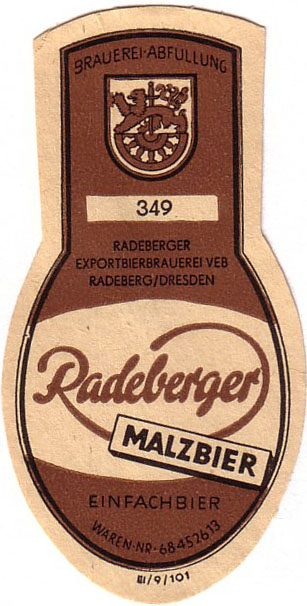 BRAUEREI-ABFÜLLUNG
349
RADEBERGER
EXPORTBIERBRAUEREI VEB
RADEBERG/DRESDEN
Radeberger
MALZBIER
EINFACHBIER
WAREN-NR· 68452613
III/9/101